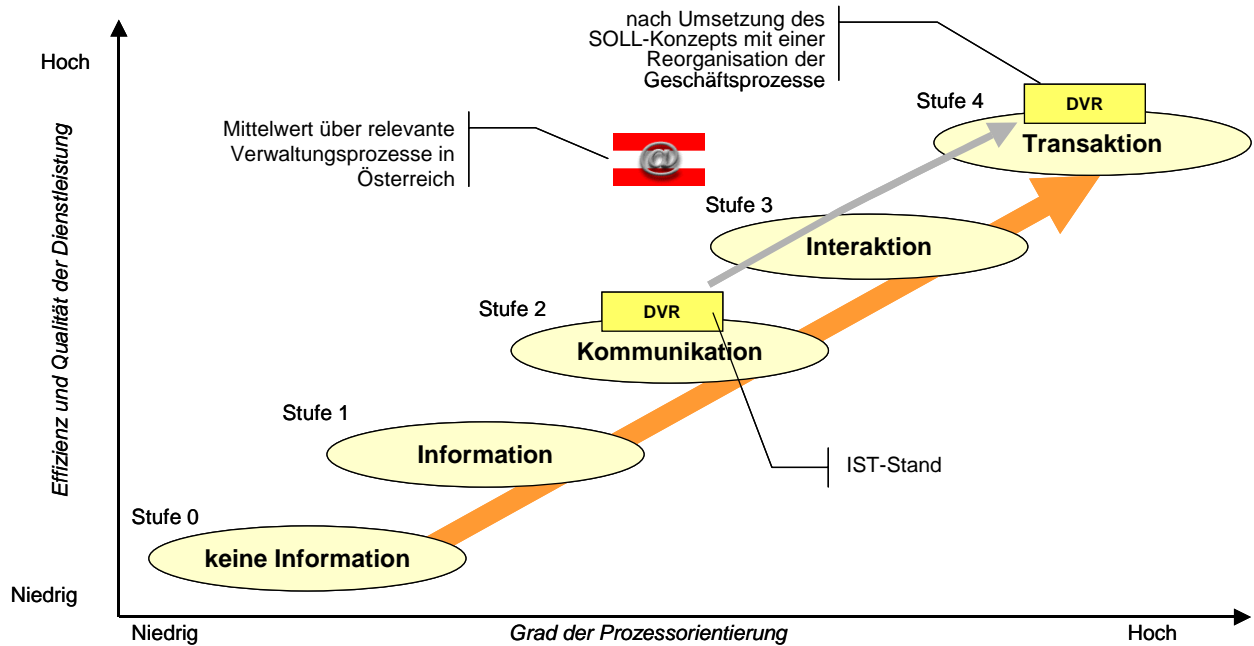 nach Umsetzung des
SOLL-Konzepts mit einer
Reorganisation der
Geschäftsprozesse
Hoch
Stufe 4
DVR
Transaktion
Mittelwert über relevante
Verwaltungsprozesse in
Österreich
@
Stufe 3
Interaktion
Effizienz und Qualität der Dienstleistung
Stufe 2
DVR
Kommunikation
Stufe 1
Information
IST-Stand
Stufe 0
keine Information
Niedrig
Niedrig
Grad der Prozessorientierung
Hoch